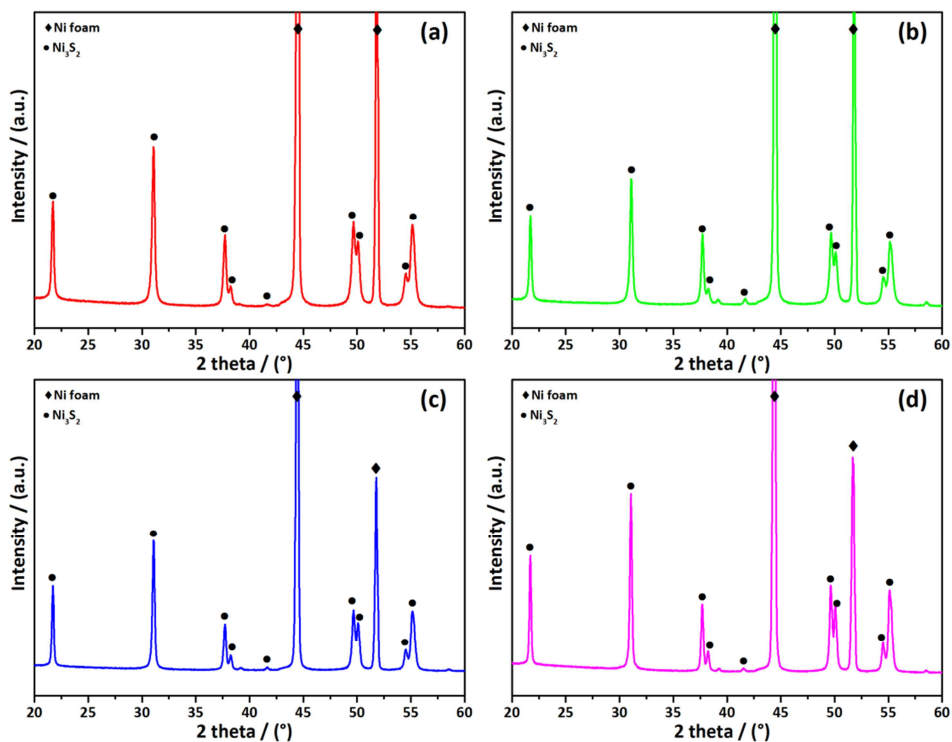 ◆ Ni foam
● Ni₃S₂
(a)
Intensity / (a.u.)
20 25 30 35 40 45 50 55 60
2 theta / (°)
◆ Ni foam
● Ni₃S₂
(b)
Intensity / (a.u.)
20 25 30 35 40 45 50 55 60
2 theta / (°)
◆ Ni foam
● Ni₃S₂
(c)
Intensity / (a.u.)
20 25 30 35 40 45 50 55 60
2 theta / (°)
◆ Ni foam
● Ni₃S₂
(d)
Intensity / (a.u.)
20 25 30 35 40 45 50 55 60
2 theta / (°)